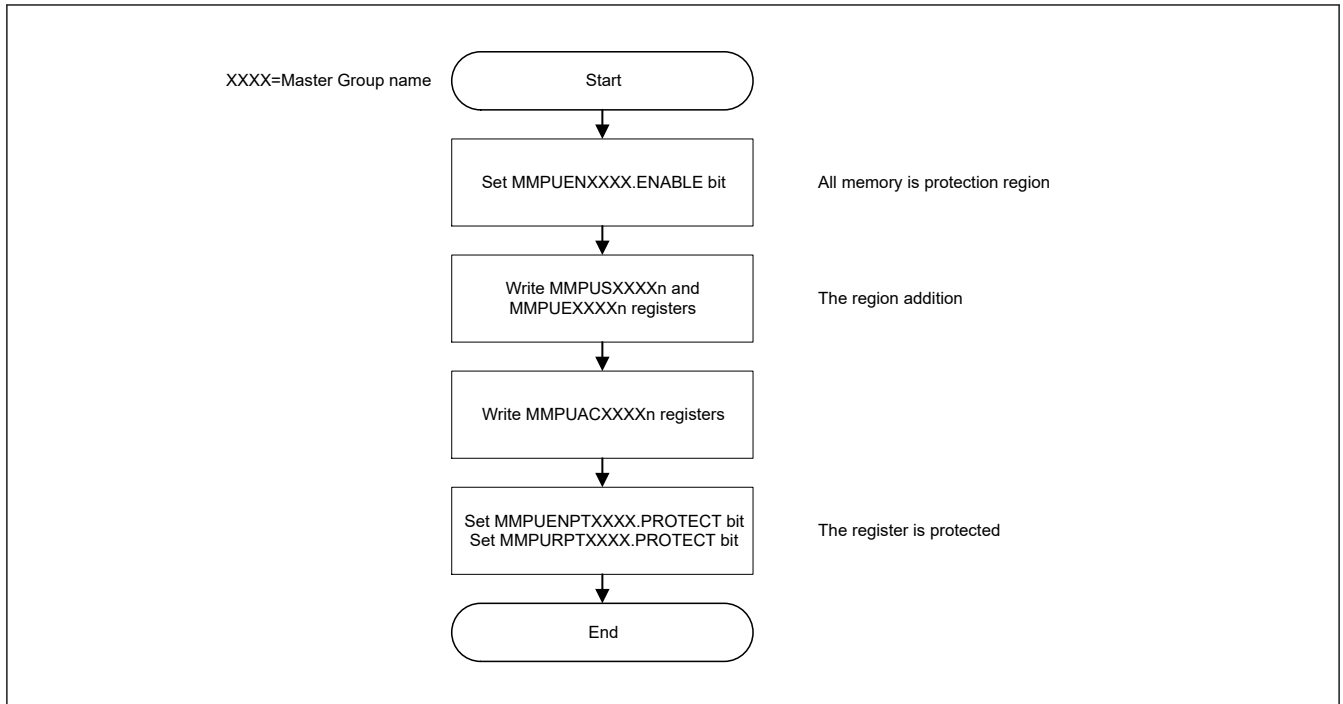 XXXX=Master Group name
Start
Set MMPUENXXXX.ENABLE bit
All memory is protection region
Write MMPUSXXXXn and
MMPUEXXXXn registers
The region addition
Write MMPUACXXXXn registers
Set MMPUENPTXXXX.PROTECT bit
Set MMPURPTXXXX.PROTECT bit
The register is protected
End